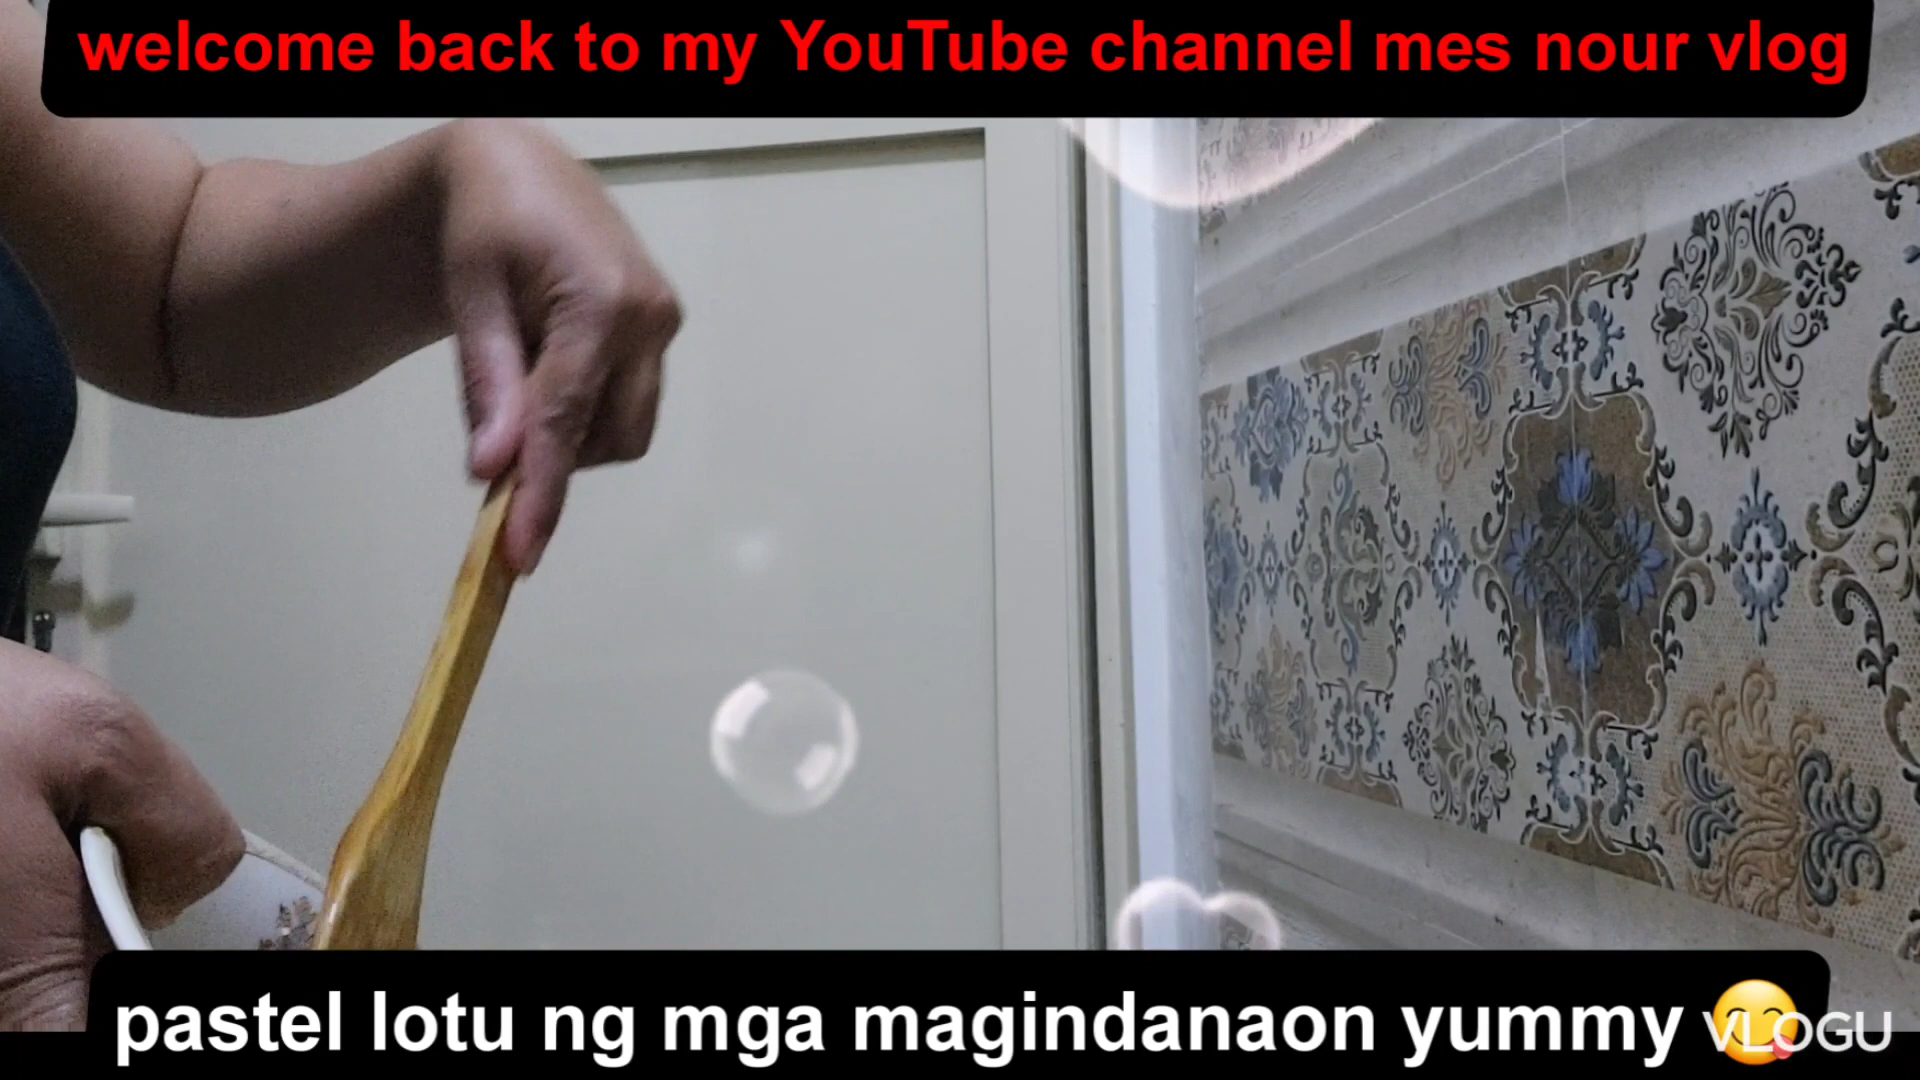 welcome back to my YouTube channel mes nour vlog
pastel lotu ng mga magindanaon yummy 😋
VLOGU